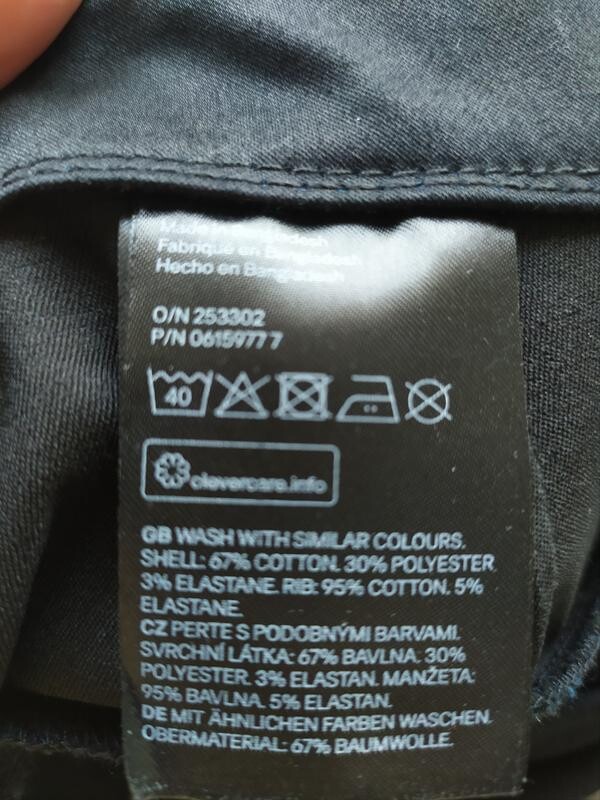 Made in Bangladesh
Fabriqué en Bangladesh
Hecho en Bangladesh
O/N 253302
P/N 0615977 7
40
clevercare.info
GB WASH WITH SIMILAR COLOURS.
SHELL: 67% COTTON. 30% POLYESTER.
3% ELASTANE. RIB: 95% COTTON. 5%
ELASTANE.
CZ PERTE S PODOBNÝMI BARVAMI.
SVRCHNÍ LÁTKA: 67% BAVLNA. 30%
POLYESTER. 3% ELASTAN. MANŽETA:
95% BAVLNA. 5% ELASTAN.
DE MIT ÄHNLICHEN FARBEN WASCHEN.
OBERMATERIAL: 67% BAUMWOLLE.